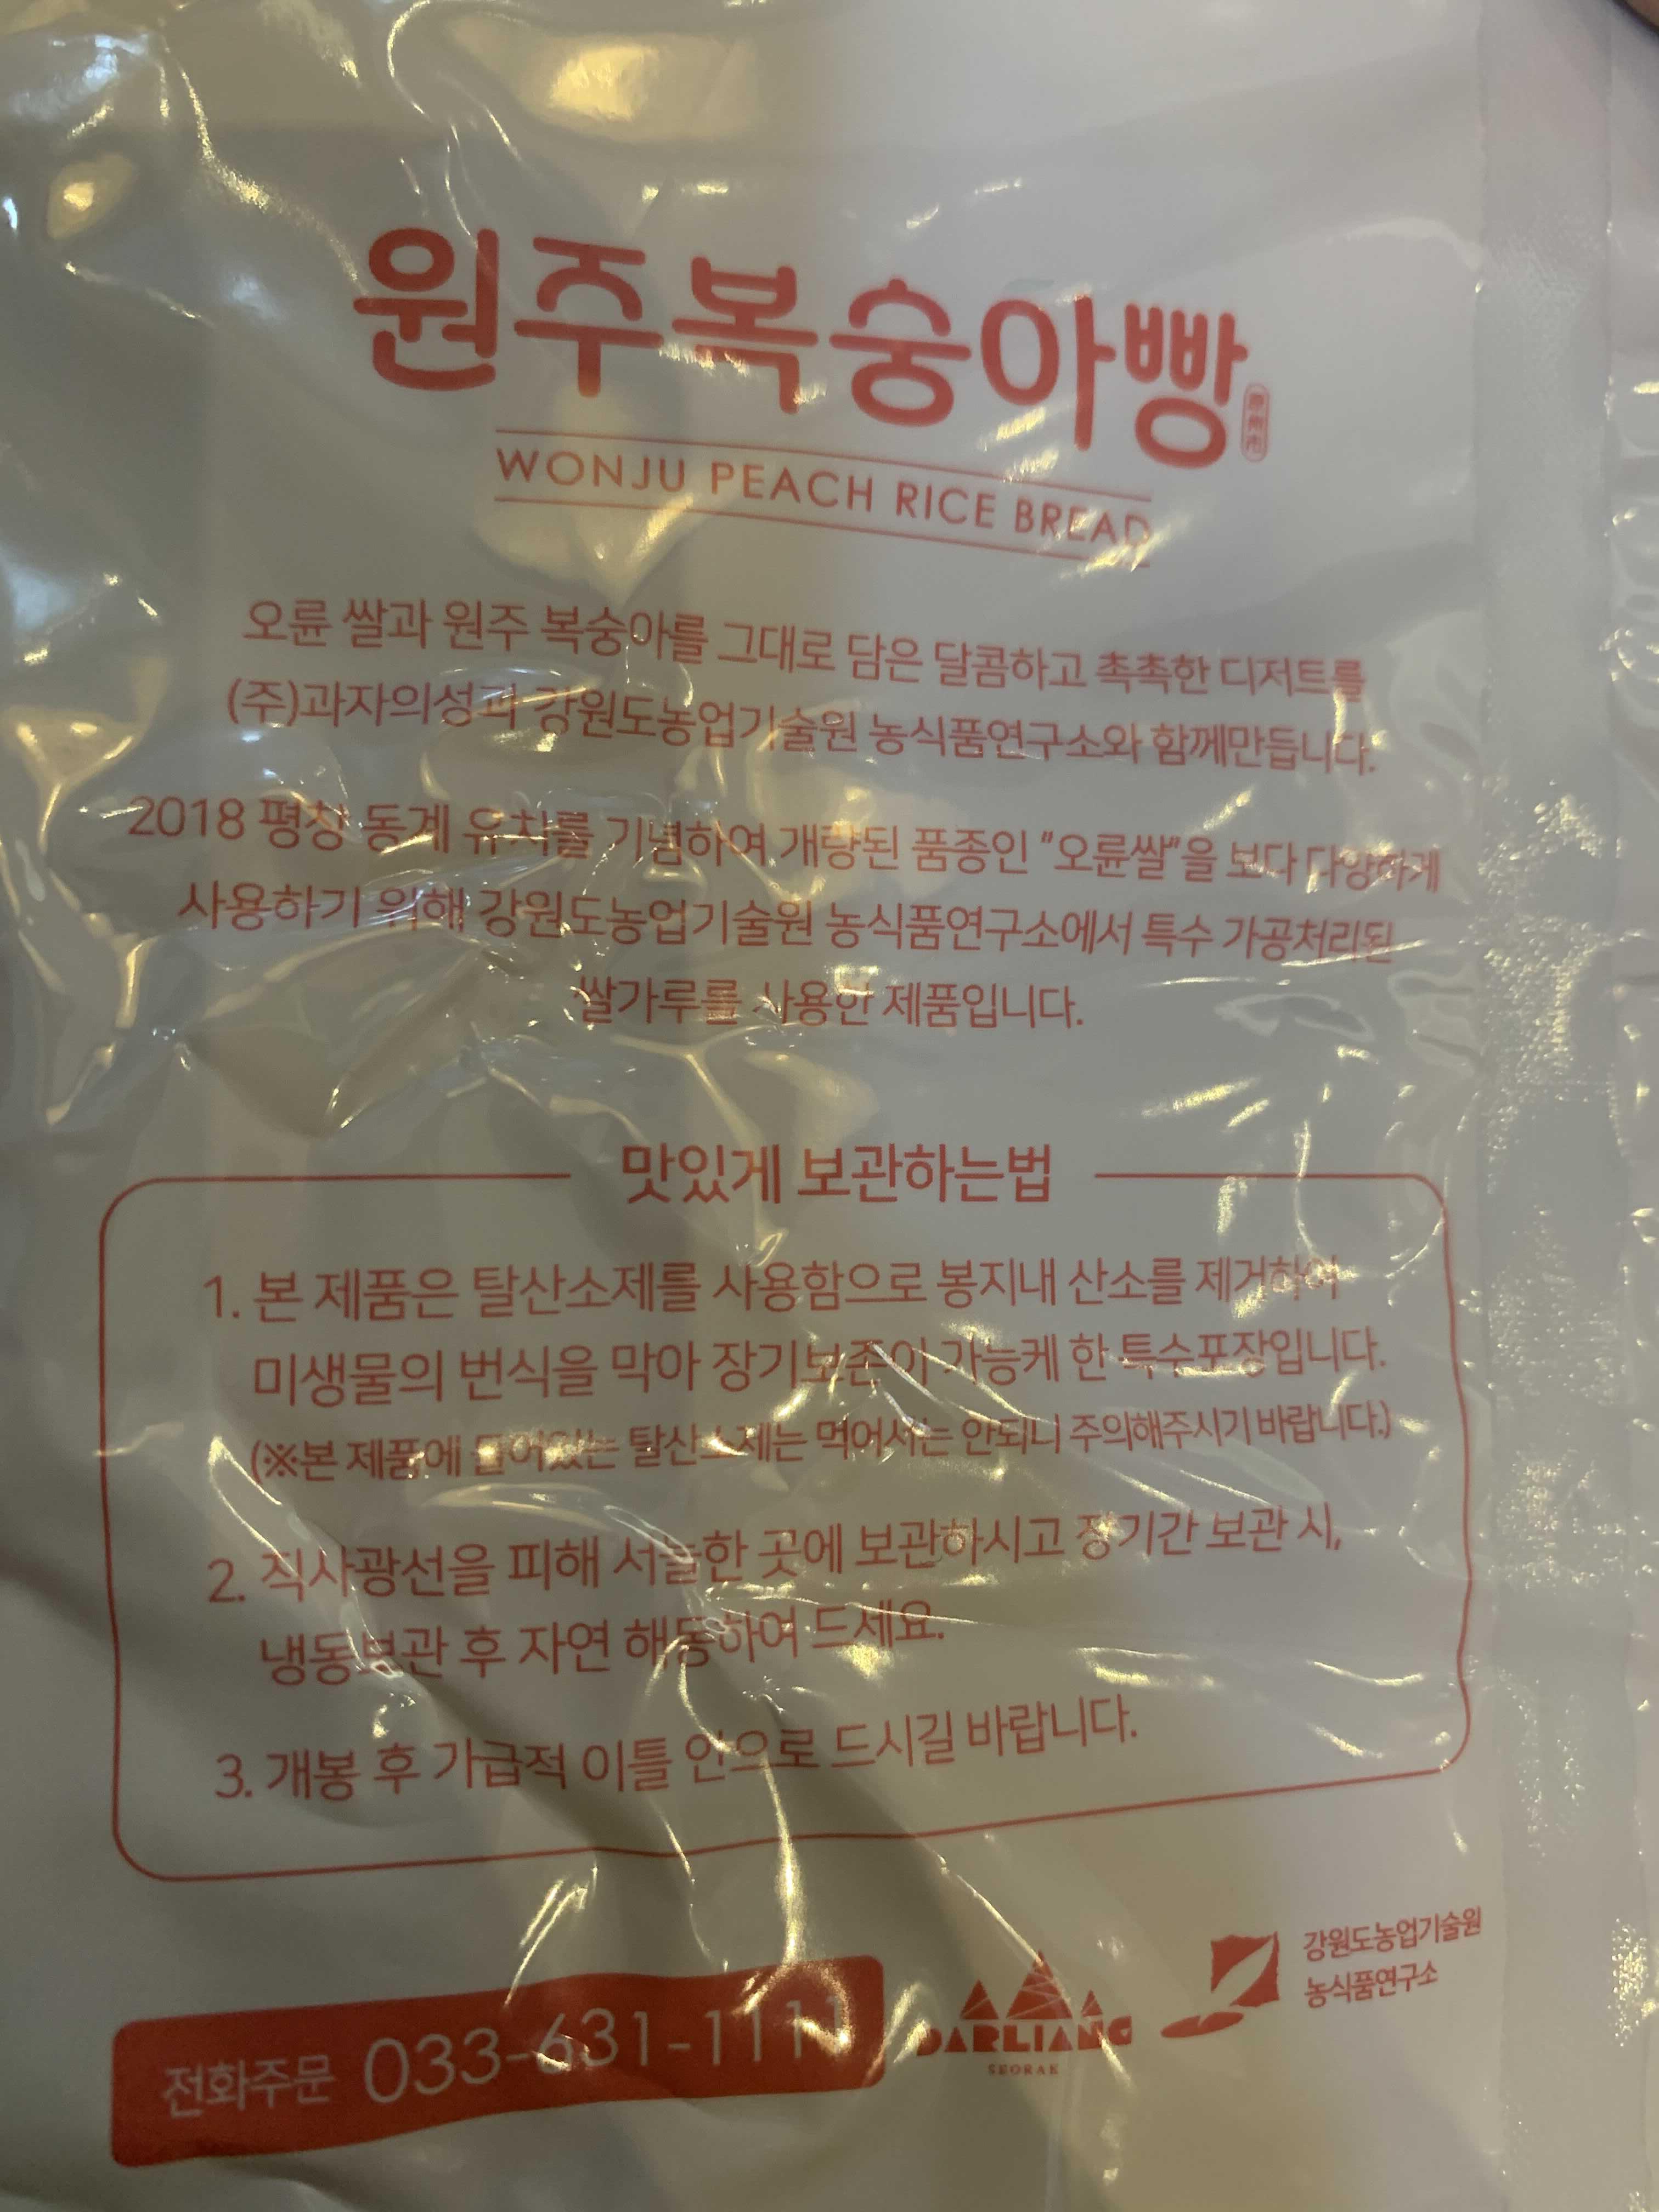 원주복숭아빵
原州市
WONJU PEACH RICE BREAD
오륜 쌀과 원주 복숭아를 그대로 담은 달콤하고 촉촉한 디저트를
(주)과자의성과 강원도농업기술원 농식품연구소와 함께만듭니다.
2018 평창 동계 유치를 기념하여 개량된 품종인 "오륜쌀"을 보다 다양하게
사용하기 위해 강원도농업기술원 농식품연구소에서 특수 가공처리된
쌀가루를 사용한 제품입니다.
맛있게 보관하는법
1. 본 제품은 탈산소제를 사용함으로 봉지내 산소를 제거하여
미생물의 번식을 막아 장기보존이 가능케 한 특수포장입니다.
(※본 제품에 들어있는 탈산소제는 먹어서는 안되니 주의해주시기 바랍니다.)
2. 직사광선을 피해 서늘한 곳에 보관하시고 장기간 보관 시,
냉동보관 후 자연 해동하여 드세요.
3. 개봉 후 가급적 이틀 안으로 드시길 바랍니다.
전화주문 033-631-1111
DARLIANG
SEORAK
강원도농업기술원
농식품연구소